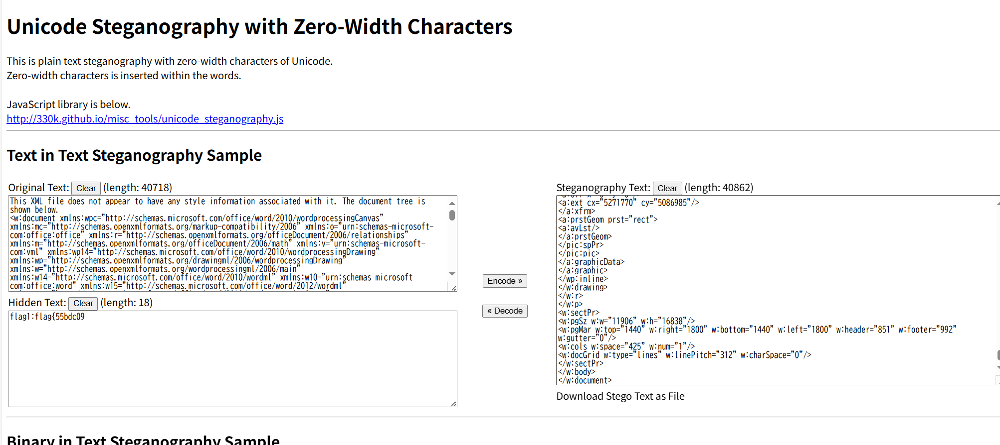 Unicode Steganography with Zero-Width Characters
This is plain text steganography with zero-width characters of Unicode.
Zero-width characters is inserted within the words.
JavaScript library is below.
http://330k.github.io/misc_tools/unicode_steganography.js
Text in Text Steganography Sample
Original Text: Clear (length: 40718)
This XML file does not appear to have any style information associated with it. The document tree is
shown below.
<w:document xmlns:wpc="http://schemas.microsoft.com/office/word/2010/wordprocessingCanvas"
xmlns:mc="http://schemas.openxmlformats.org/markup-compatibility/2006" xmlns:o="urn:schemas-microsoft-
com:office:office" xmlns:r="http://schemas.openxmlformats.org/officeDocument/2006/relationships"
xmlns:m="http://schemas.openxmlformats.org/officeDocument/2006/math" xmlns:v="urn:schemas-microsoft-
com:vml" xmlns:wp14="http://schemas.microsoft.com/office/word/2010/wordprocessingDrawing"
xmlns:wp="http://schemas.openxmlformats.org/drawingml/2006/wordprocessingDrawing"
xmlns:w="http://schemas.openxmlformats.org/wordprocessingml/2006/main"
xmlns:w14="http://schemas.microsoft.com/office/word/2010/wordml" xmlns:w10="urn:schemas-microsoft-
com:office:word" xmlns:w15="http://schemas.microsoft.com/office/word/2012/wordml"
Hidden Text: Clear (length: 18)
flag1:flag{55bdc09
Encode »
« Decode
Steganography Text: Clear (length: 40862)
<a:ext cx="5271770" cy="5086985"/>
</a:xfrm>
<a:prstGeom prst="rect">
<a:avLst/>
</a:prstGeom>
</pic:spPr>
</pic:pic>
</a:graphicData>
</a:graphic>
</wp:inline>
</w:drawing>
</w:r>
</w:p>
<w:sectPr>
<w:pgSz w:w="11906" w:h="16838"/>
<w:pgMar w:top="1440" w:right="1800" w:bottom="1440" w:left="1800" w:header="851" w:footer="992"
w:gutter="0"/>
<w:cols w:space="425" w:num="1"/>
<w:docGrid w:type="lines" w:linePitch="312" w:charSpace="0"/>
</w:sectPr>
</w:body>
</w:document>
Download Stego Text as File
Binary in Text Steganography Sample